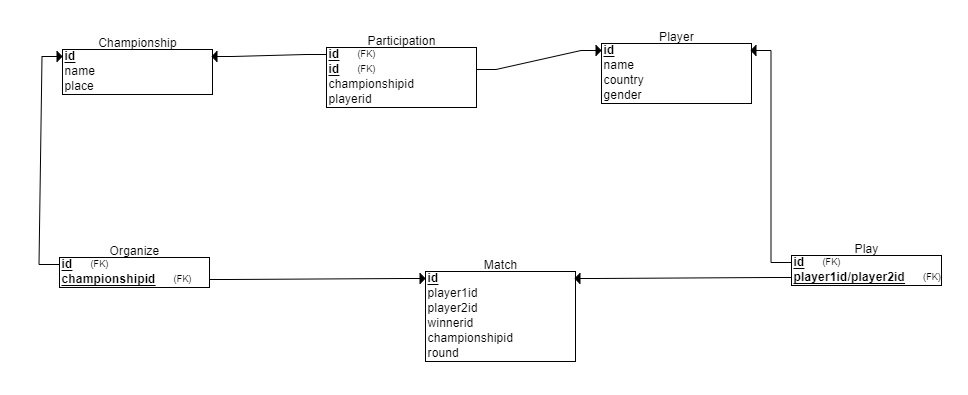 Championship
id
name
place
Participation
id (FK)
id (FK)
championshipid
playerid
Player
id
name
country
gender
Organize
id (FK)
championshipid (FK)
Match
id
player1id
player2id
winnerid
championshipid
round
Play
id (FK)
player1id/player2id (FK)